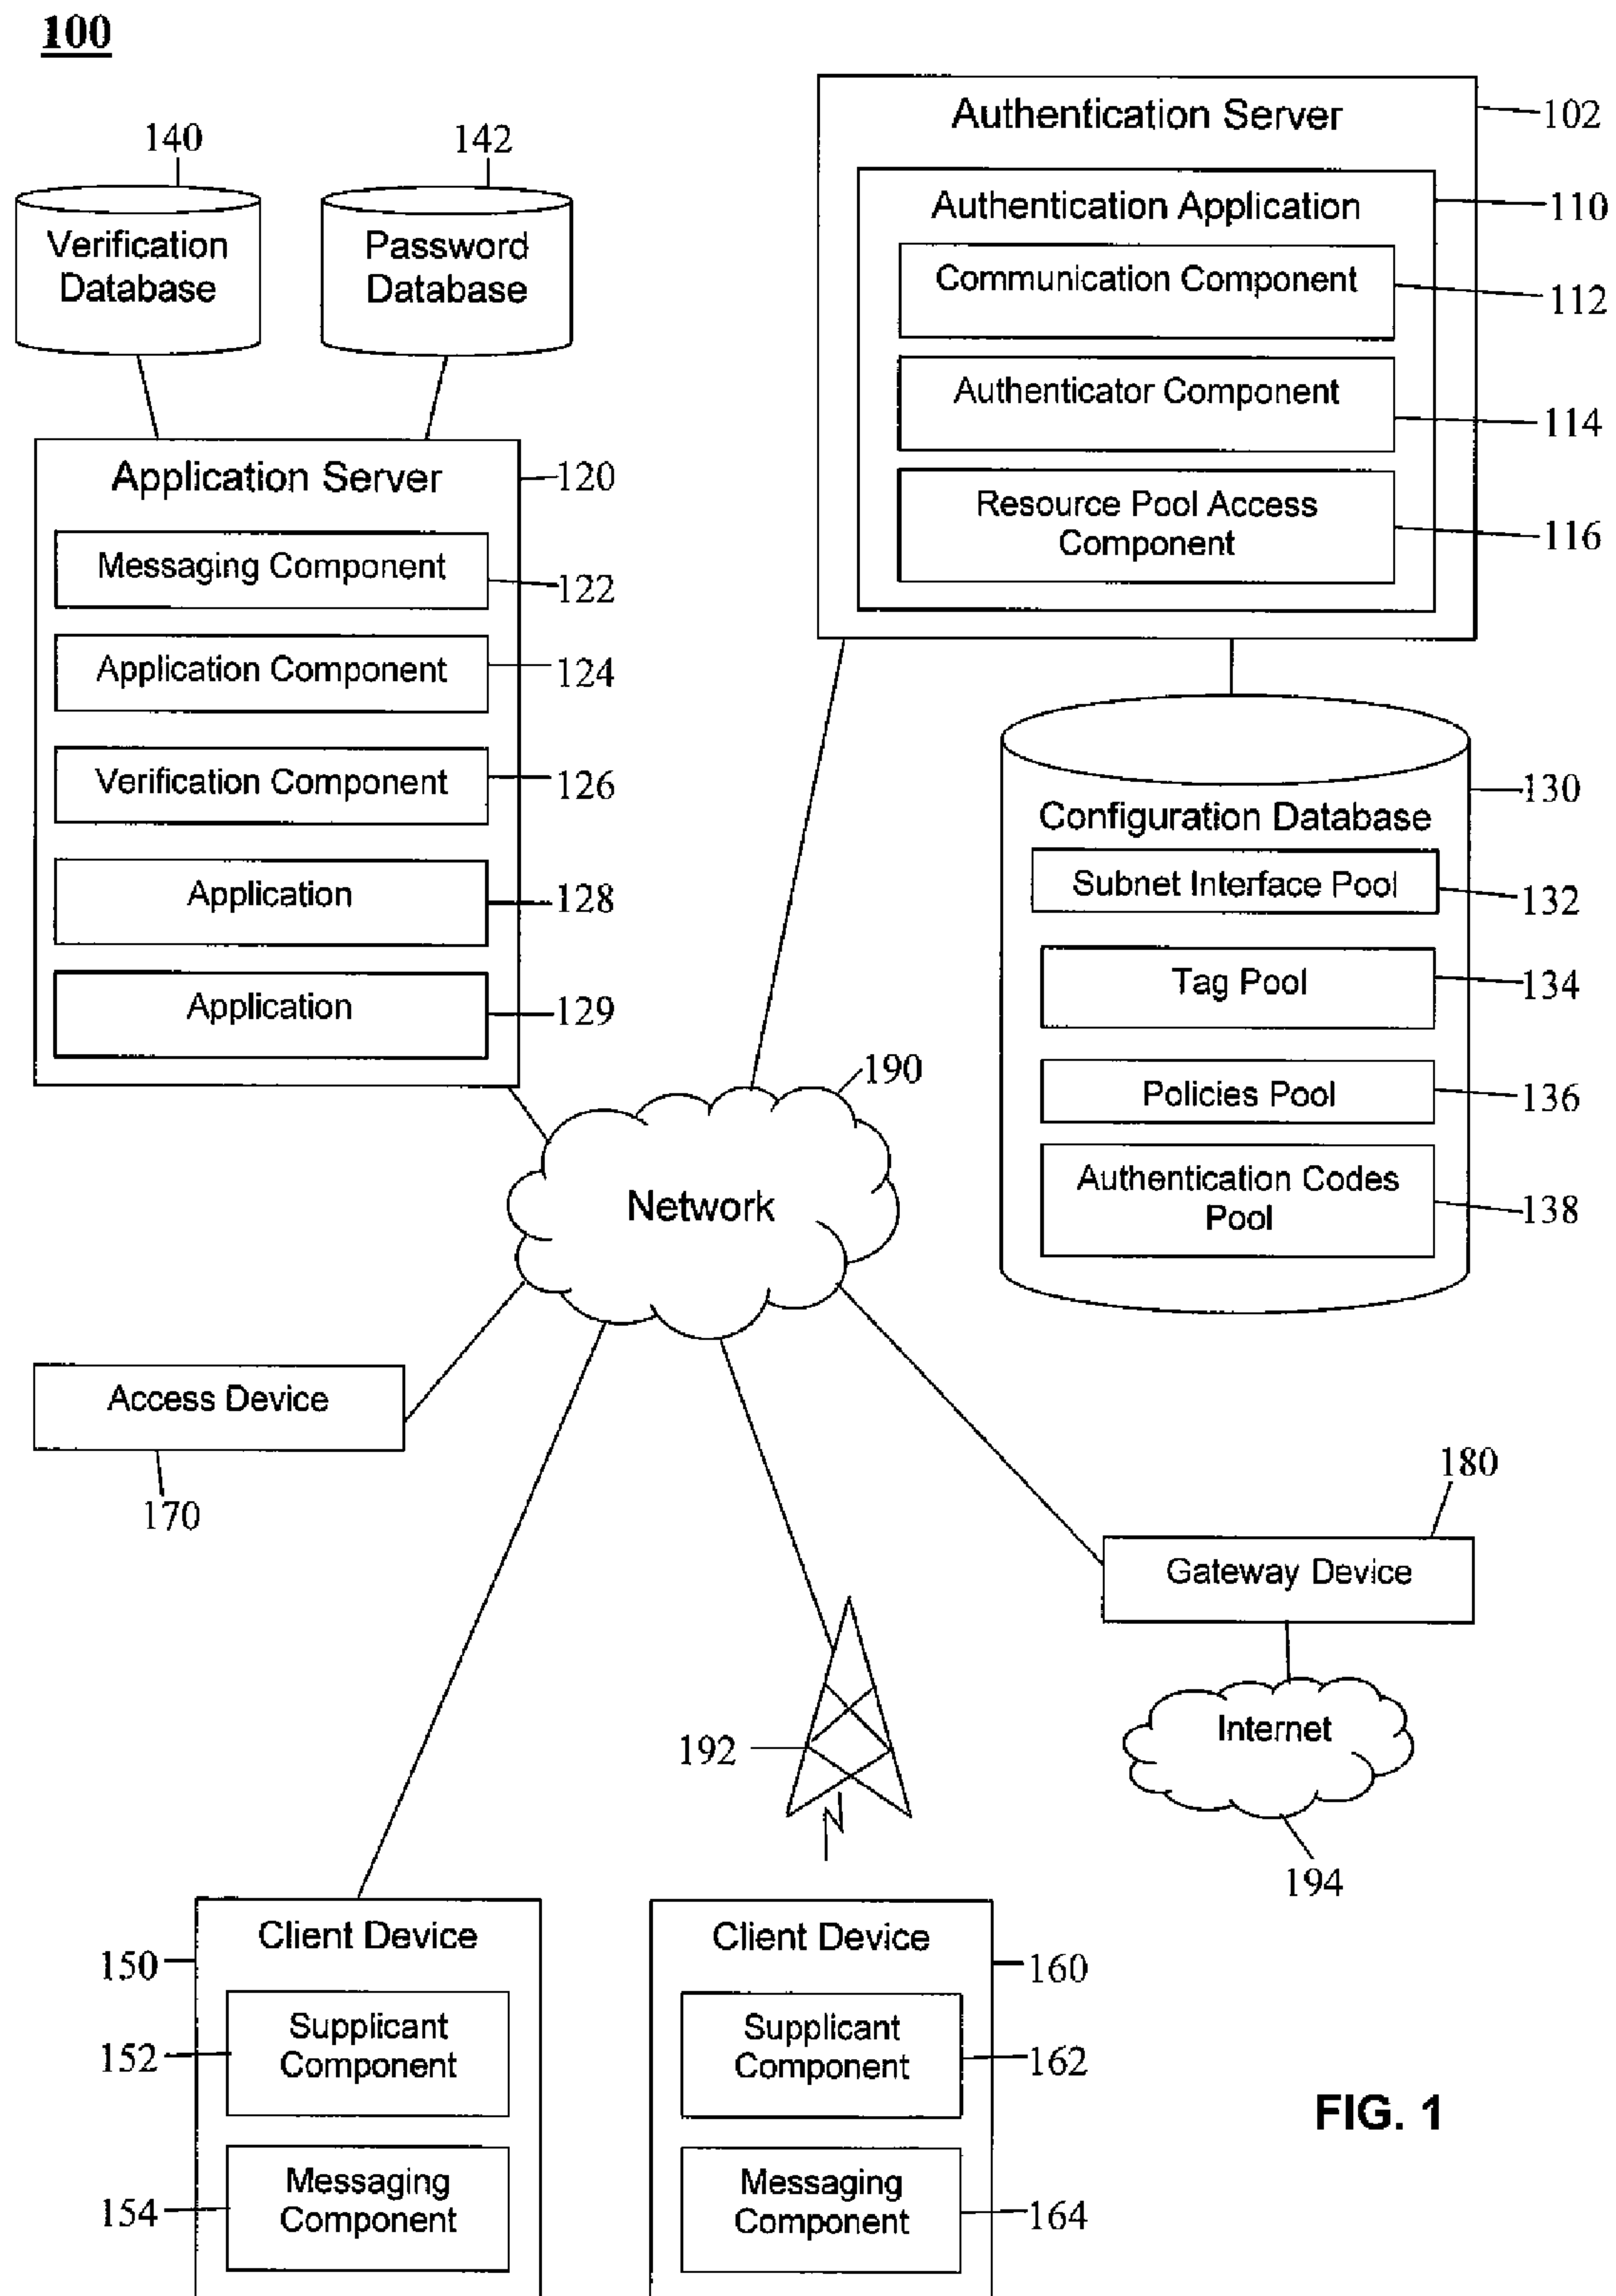 100
Authentication Server
102
140
142
Authentication Application
110
Verification
Database
Password
Database
Communication Component
112
Authenticator Component
114
Application Server
120
Resource Pool Access
Component
116
Messaging Component
122
Application Component
124
Verification Component
126
130
Configuration Database
Application
128
Subnet Interface Pool
132
Tag Pool
134
Application
129
190
Policies Pool
136
Network
Authentication Codes
Pool
138
Access Device
170
180
Gateway Device
192
Internet
194
Client Device
150
Client Device
160
Supplicant
Component
152
Supplicant
Component
162
FIG. 1
Messaging
Component
154
Messaging
Component
164